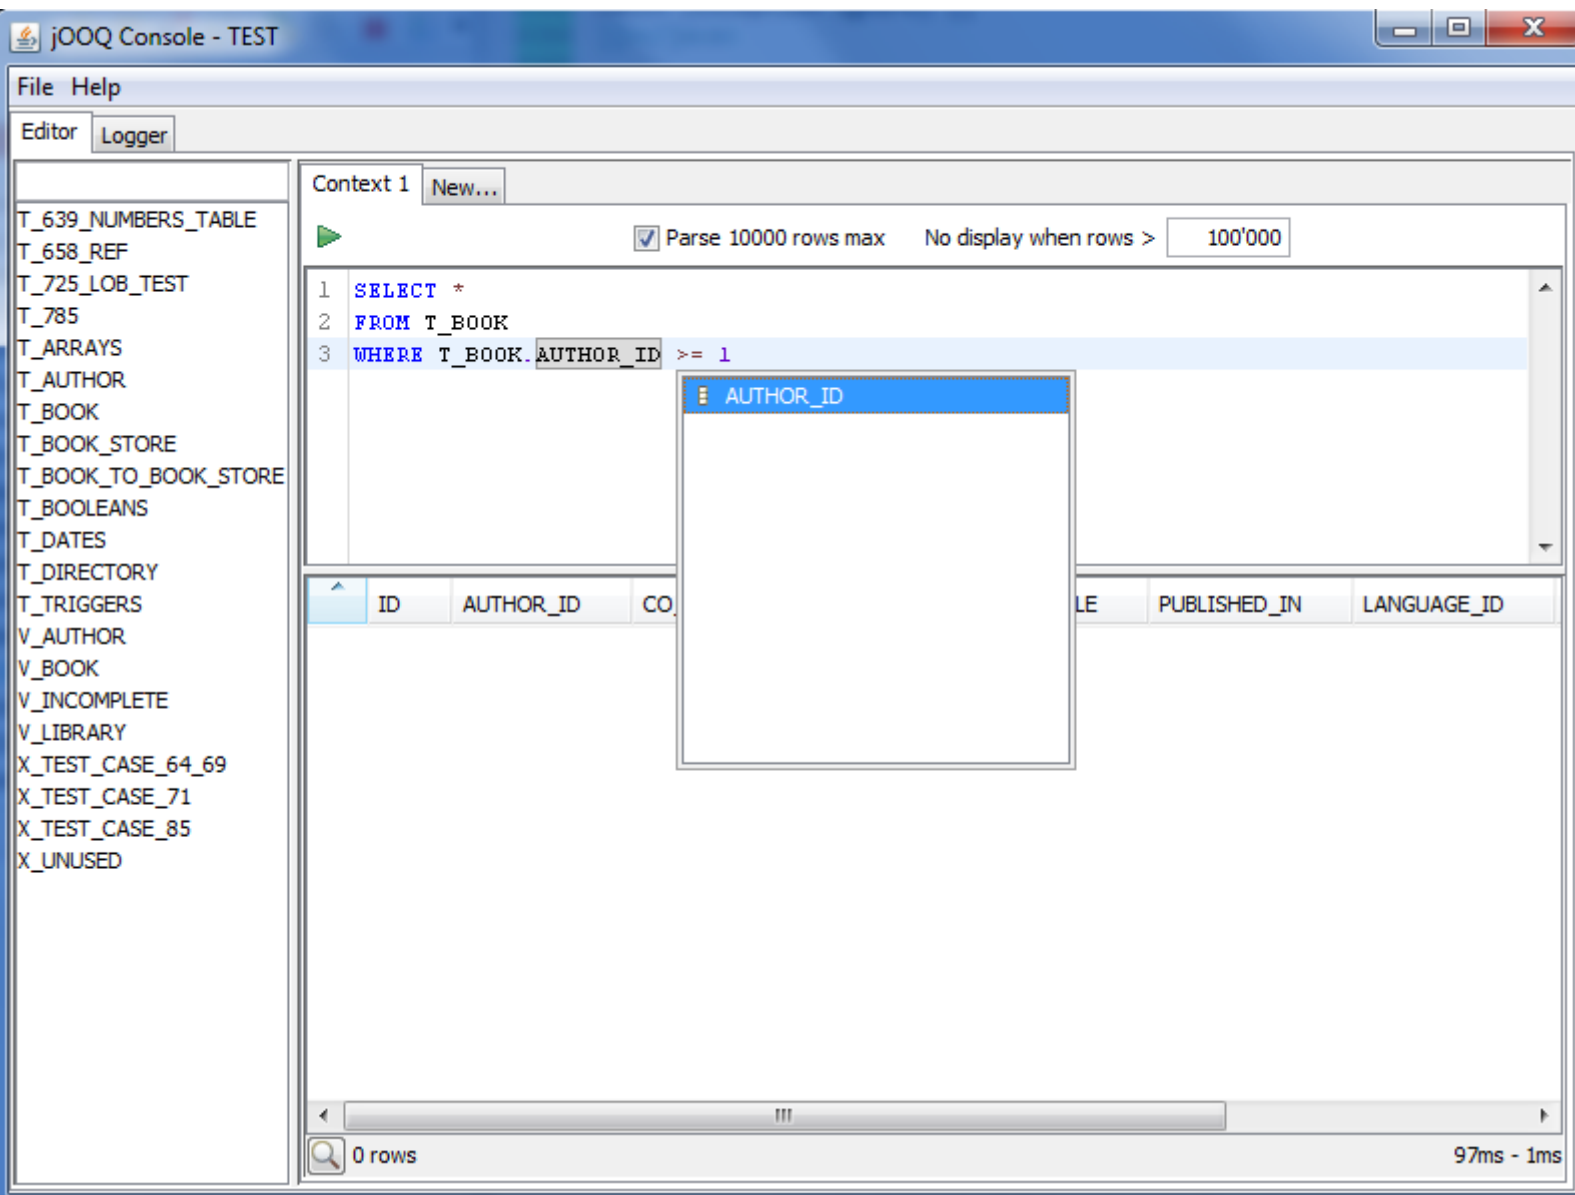 jOOQ Console - TEST
File Help
Editor Logger
Context 1 New...
T_639_NUMBERS_TABLE
T_658_REF
T_725_LOB_TEST
T_785
T_ARRAYS
T_AUTHOR
T_BOOK
T_BOOK_STORE
T_BOOK_TO_BOOK_STORE
T_BOOLEANS
T_DATES
T_DIRECTORY
T_TRIGGERS
V_AUTHOR
V_BOOK
V_INCOMPLETE
V_LIBRARY
X_TEST_CASE_64_69
X_TEST_CASE_71
X_TEST_CASE_85
X_UNUSED
Parse 10000 rows max No display when rows > 100'000
1 SELECT *
2 FROM T_BOOK
3 WHERE T_BOOK.AUTHOR_ID >= 1
AUTHOR_ID
ID AUTHOR_ID CO_ LE PUBLISHED_IN LANGUAGE_ID
0 rows 97ms - 1ms